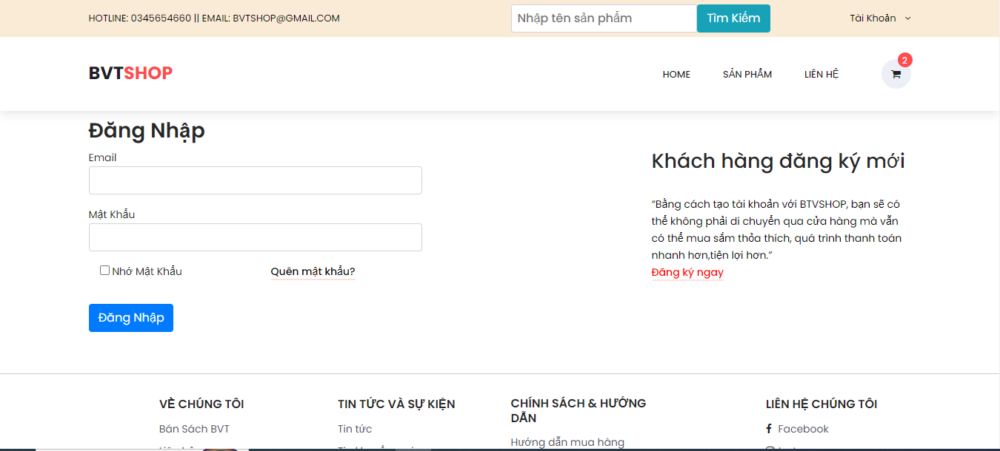 HOTLINE: 0345654660 || EMAIL: BVTSHOP@GMAIL.COM
Nhập tên sản phẩm
Tìm Kiếm
Tài Khoản
BVTSHOP
HOME
SẢN PHẨM
LIÊN HỆ
2
Đăng Nhập
Email
Mật Khẩu
Nhớ Mật Khẩu
Quên mật khẩu?
Đăng Nhập
Khách hàng đăng ký mới
“Bằng cách tạo tài khoản với BTVSHOP, bạn sẽ có
thể không phải di chuyển qua cửa hàng mà vẫn
có thể mua sắm thỏa thích, quá trình thanh toán
nhanh hơn,tiện lợi hơn.”
Đăng ký ngay
VỀ CHÚNG TÔI
Bán Sách BVT
TIN TỨC VÀ SỰ KIỆN
Tin tức
CHÍNH SÁCH & HƯỚNG
DẪN
Hướng dẫn mua hàng
LIÊN HỆ CHÚNG TÔI
Facebook